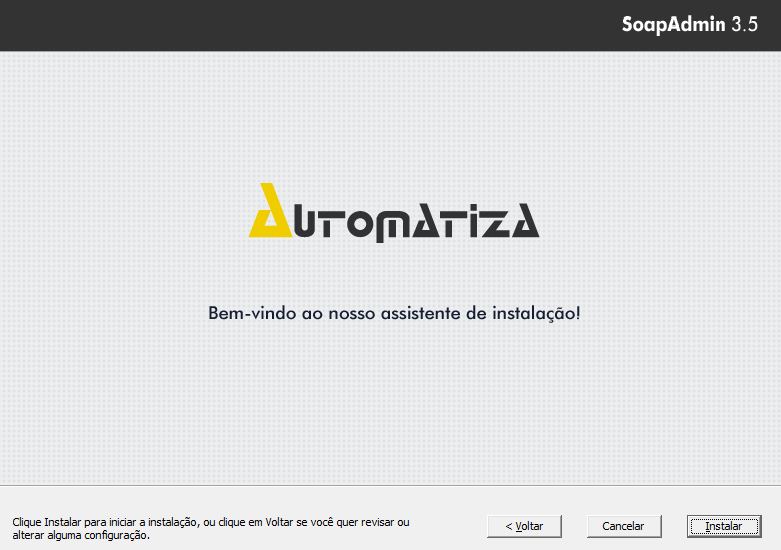 SoapAdmin 3.5
Automatiza
Bem-vindo ao nosso assistente de instalação!
Clique Instalar para iniciar a instalação, ou clique em Voltar se você quer revisar ou
alterar alguma configuração.
< Voltar
Cancelar
Instalar